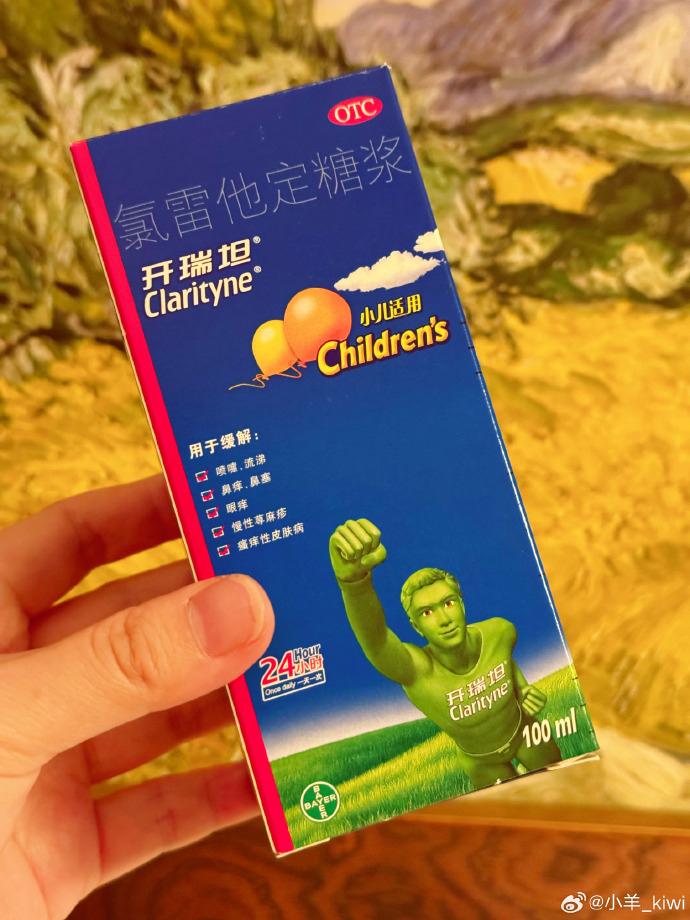 OTC
氯雷他定糖浆
开瑞坦®
Clarityne®
小儿适用
Children's
用于缓解：
喷嚏、流涕
鼻痒、鼻塞
眼痒
慢性荨麻疹
瘙痒性皮肤病
24 Hour
小时
Once daily 一天一次
开瑞坦®
Clarityne®
100 ml
BAYER
BAYER
@小羊_kiwi